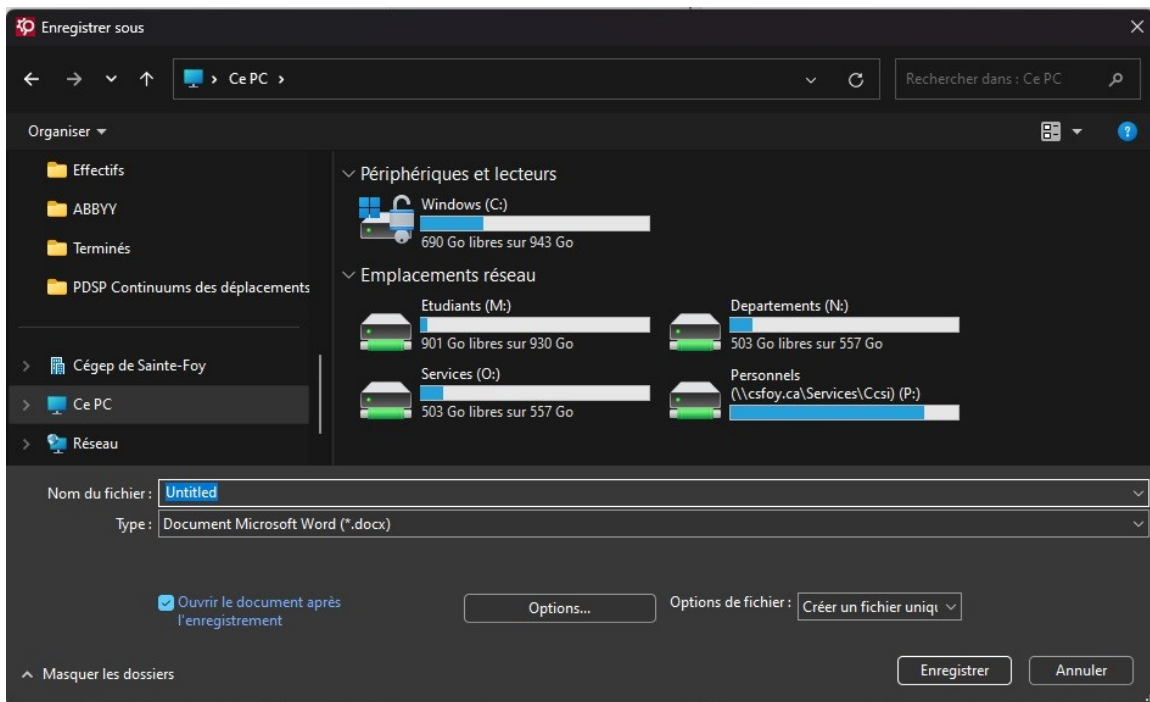 Enregistrer sous
Ce PC
Rechercher dans : Ce PC
Organiser
Effectifs
ABBYY
Terminés
PDSP Continuums des déplacements
Cégep de Sainte-Foy
Ce PC
Réseau
Périphériques et lecteurs
Windows (C:)
690 Go libres sur 943 Go
Emplacements réseau
Etudiants (M:)
901 Go libres sur 930 Go
Departements (N:)
503 Go libres sur 557 Go
Services (O:)
503 Go libres sur 557 Go
Personnels
(\\csfoy.ca\Services\Ccsi) (P:)
Nom du fichier : Untitled
Type : Document Microsoft Word (*.docx)
Ouvrir le document après
l'enregistrement
Options...
Options de fichier : Créer un fichier uniqu
Masquer les dossiers
Enregistrer
Annuler